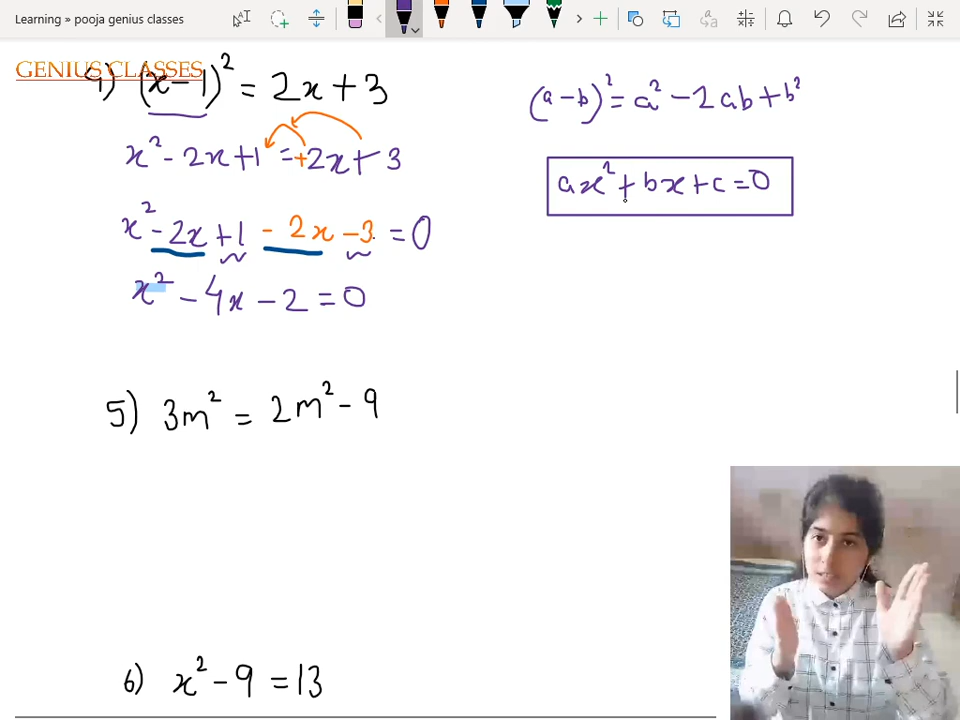 Learning » pooja genius classes
GENIUS CLASSES
4) (x-1)² = 2x+3
(a-b)² = a² - 2ab + b²
x² - 2x + 1 = +2x + 3
ax² + bx + c = 0
x² - 2x + 1 - 2x - 3 = 0
x² - 4x - 2 = 0
5) 3m² = 2m² - 9
6) x² - 9 = 13